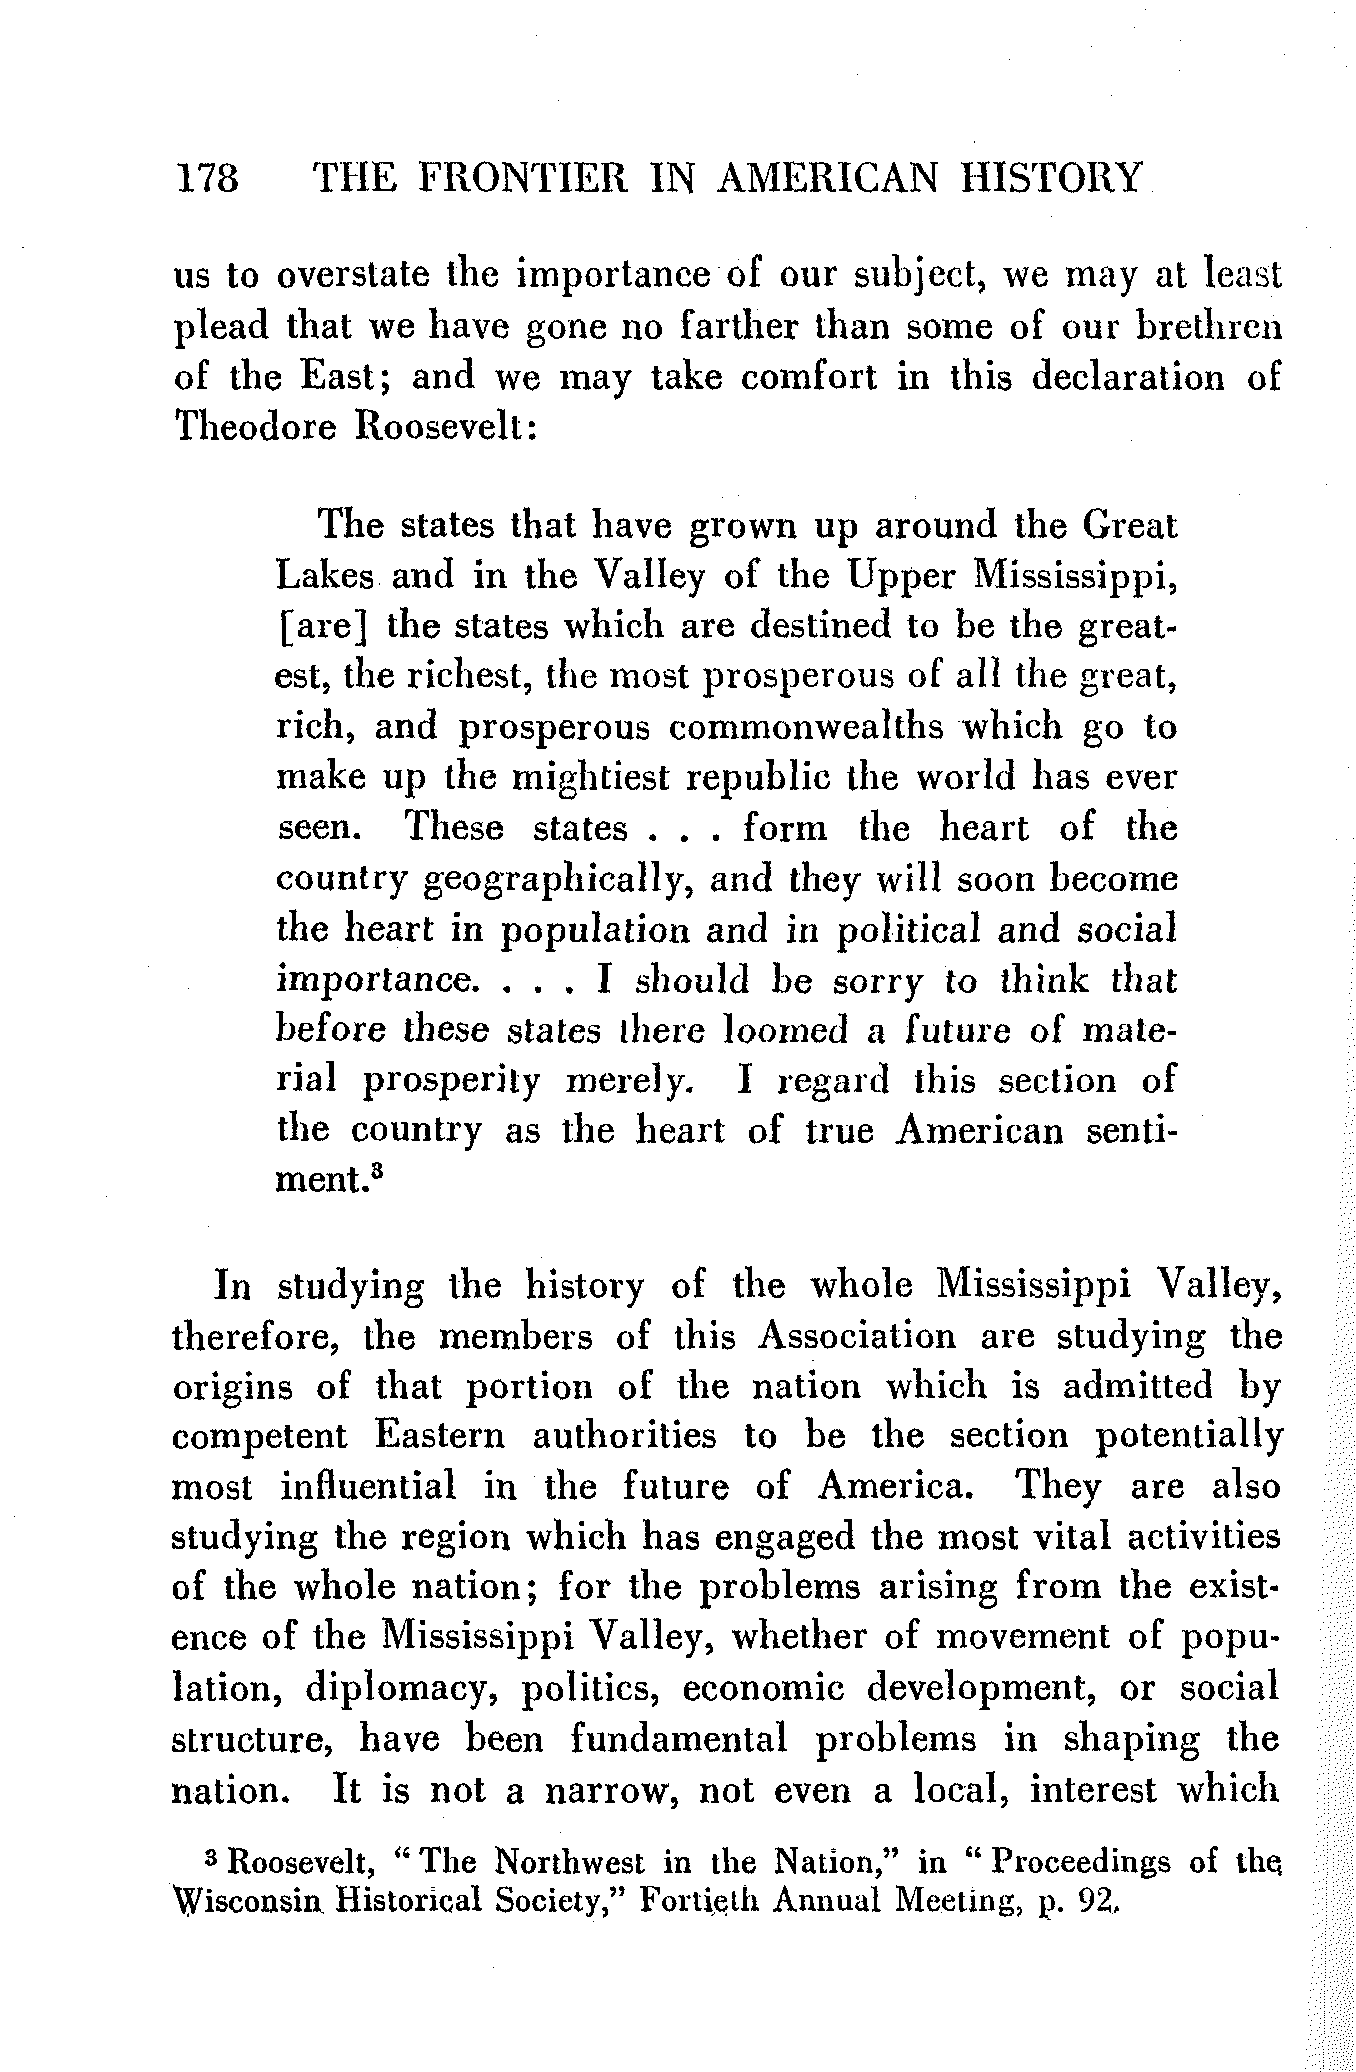 178 THE FRONTIER IN AMERICAN HISTORY
us to overstate the importance of our subject, we may at least
plead that we have gone no farther than some of our brethren
of the East; and we may take comfort in this declaration of
Theodore Roosevelt:
The states that have grown up around the Great
Lakes and in the Valley of the Upper Mississippi,
[are] the states which are destined to be the great-
est, the richest, the most prosperous of all the great,
rich, and prosperous commonwealths which go to
make up the mightiest republic the world has ever
seen. These states . . . form the heart of the
country geographically, and they will soon become
the heart in population and in political and social
importance. . . . I should be sorry to think that
before these states there loomed a future of mate-
rial prosperity merely. I regard this section of
the country as the heart of true American senti-
ment.³
In studying the history of the whole Mississippi Valley,
therefore, the members of this Association are studying the
origins of that portion of the nation which is admitted by
competent Eastern authorities to be the section potentially
most influential in the future of America. They are also
studying the region which has engaged the most vital activities
of the whole nation; for the problems arising from the exist-
ence of the Mississippi Valley, whether of movement of popu-
lation, diplomacy, politics, economic development, or social
structure, have been fundamental problems in shaping the
nation. It is not a narrow, not even a local, interest which
³ Roosevelt, “ The Northwest in the Nation,” in “ Proceedings of the
Wisconsin Historical Society,” Fortieth Annual Meeting, p. 92.